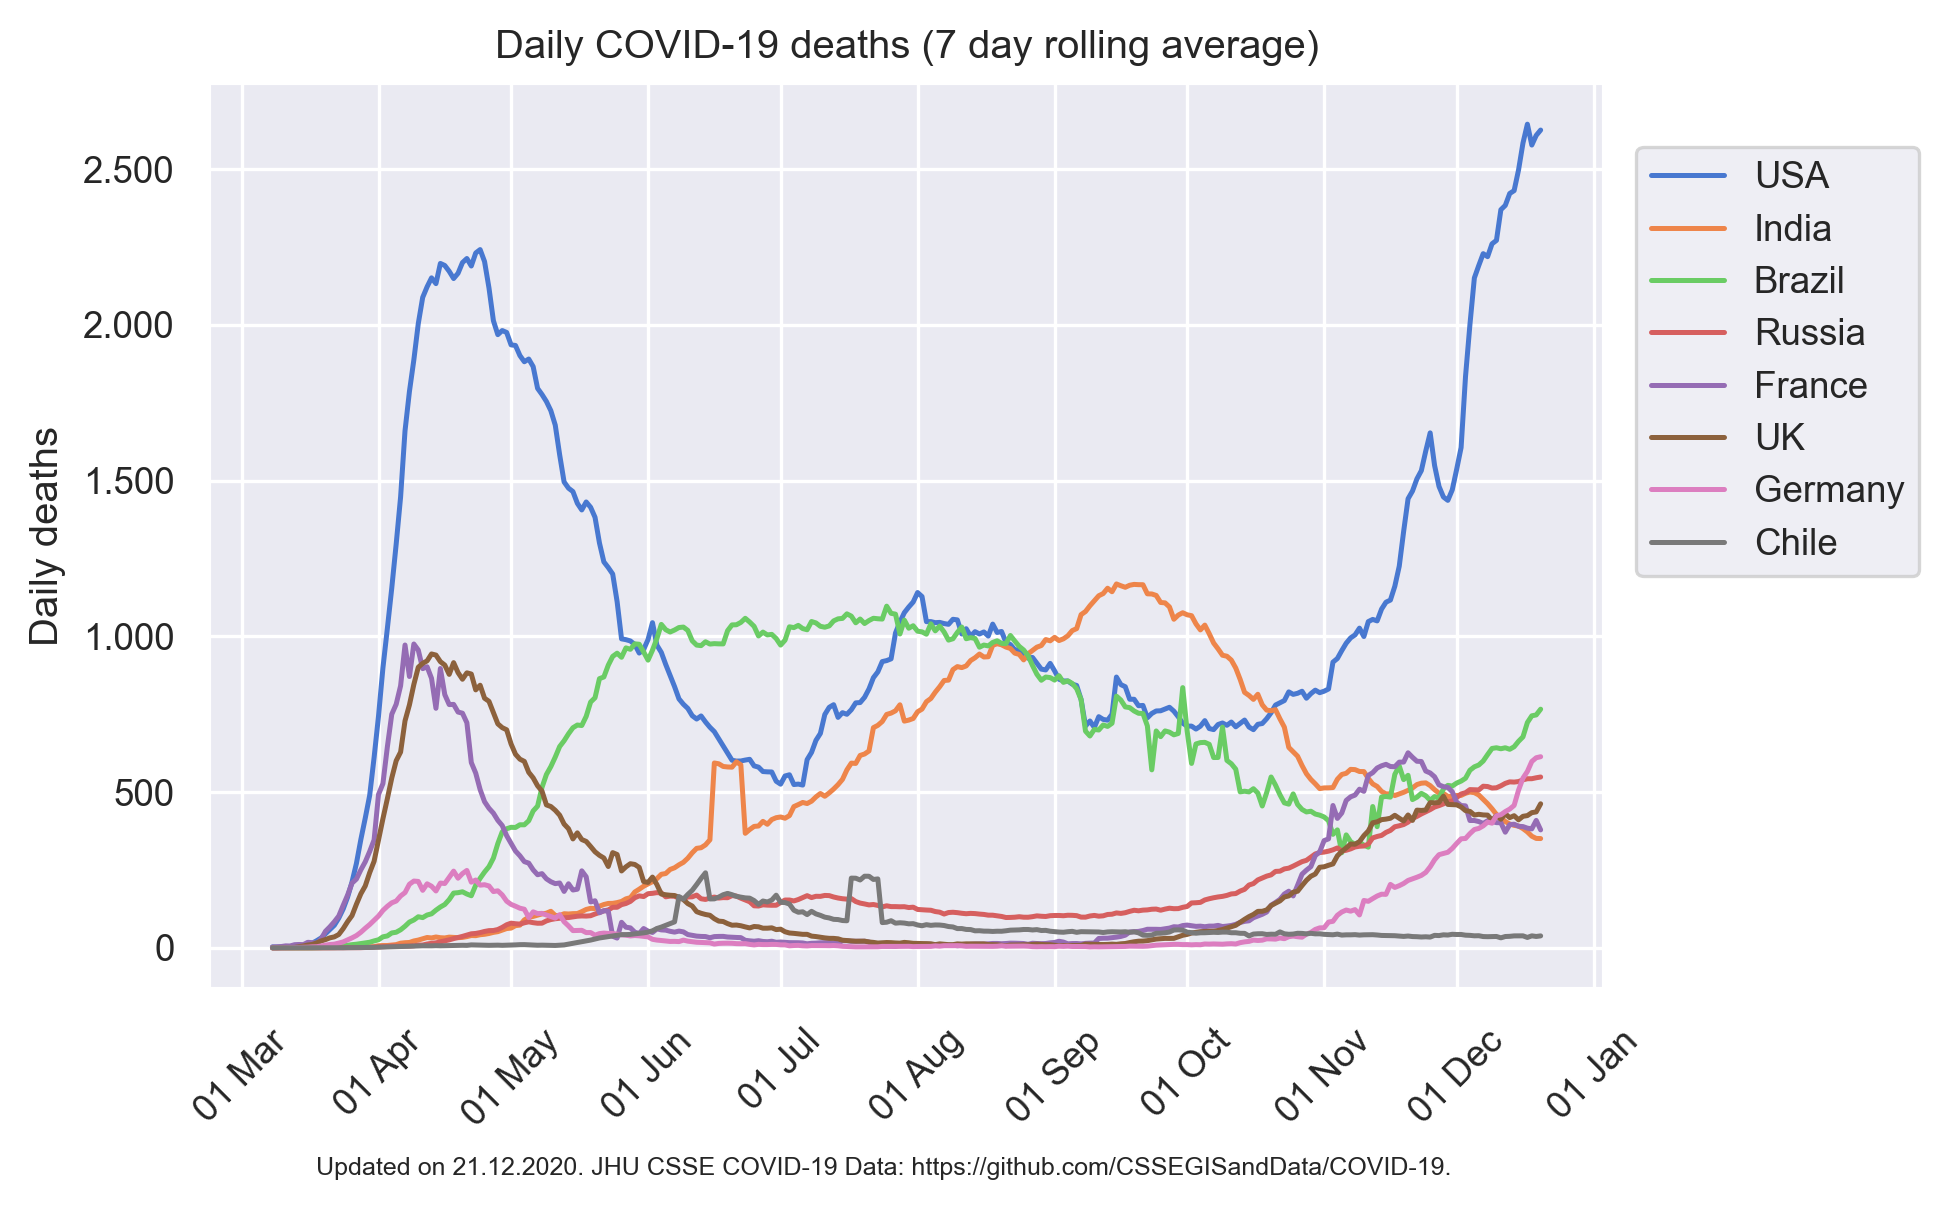 Daily COVID-19 deaths (7 day rolling average)
Daily deaths
2.500
2.000
1.500
1.000
500
0
01 Mar
01 Apr
01 May
01 Jun
01 Jul
01 Aug
01 Sep
01 Oct
01 Nov
01 Dec
01 Jan
USA
India
Brazil
Russia
France
UK
Germany
Chile
Updated on 21.12.2020. JHU CSSE COVID-19 Data: https://github.com/CSSEGISandData/COVID-19.